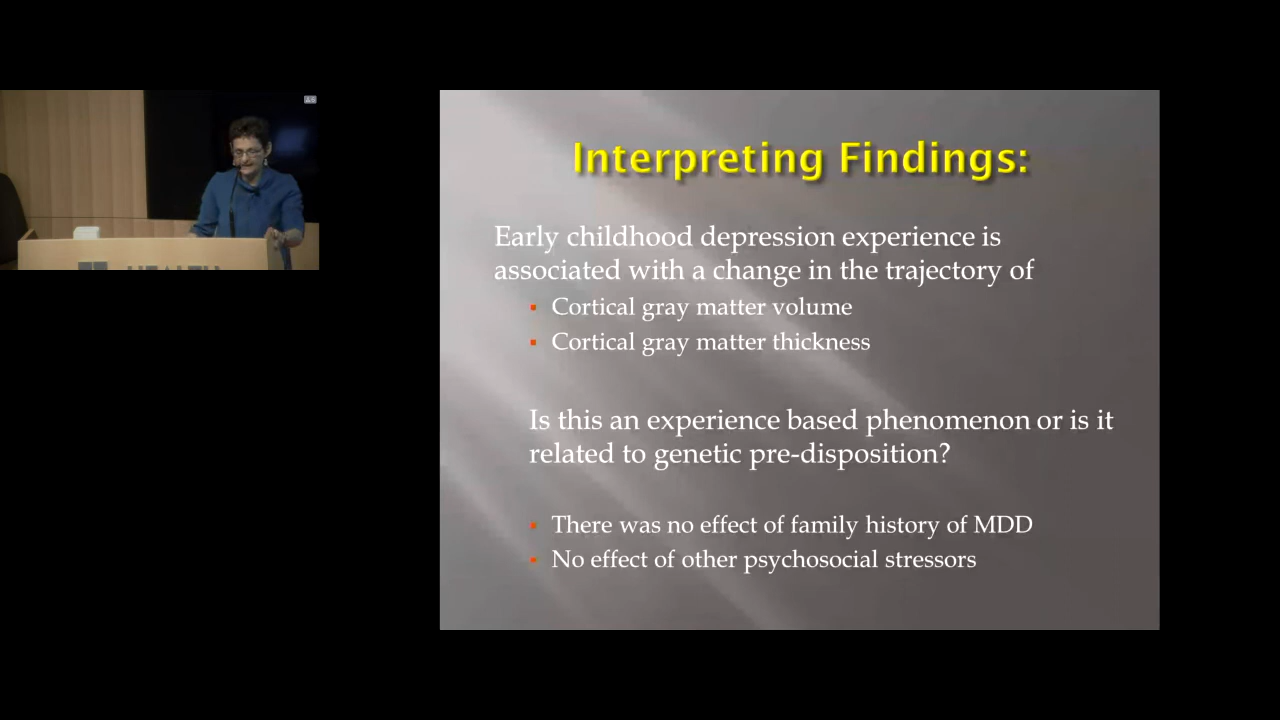 Interpreting Findings:
Early childhood depression experience is
associated with a change in the trajectory of
▪ Cortical gray matter volume
▪ Cortical gray matter thickness
Is this an experience based phenomenon or is it
related to genetic pre-disposition?
▪ There was no effect of family history of MDD
▪ No effect of other psychosocial stressors